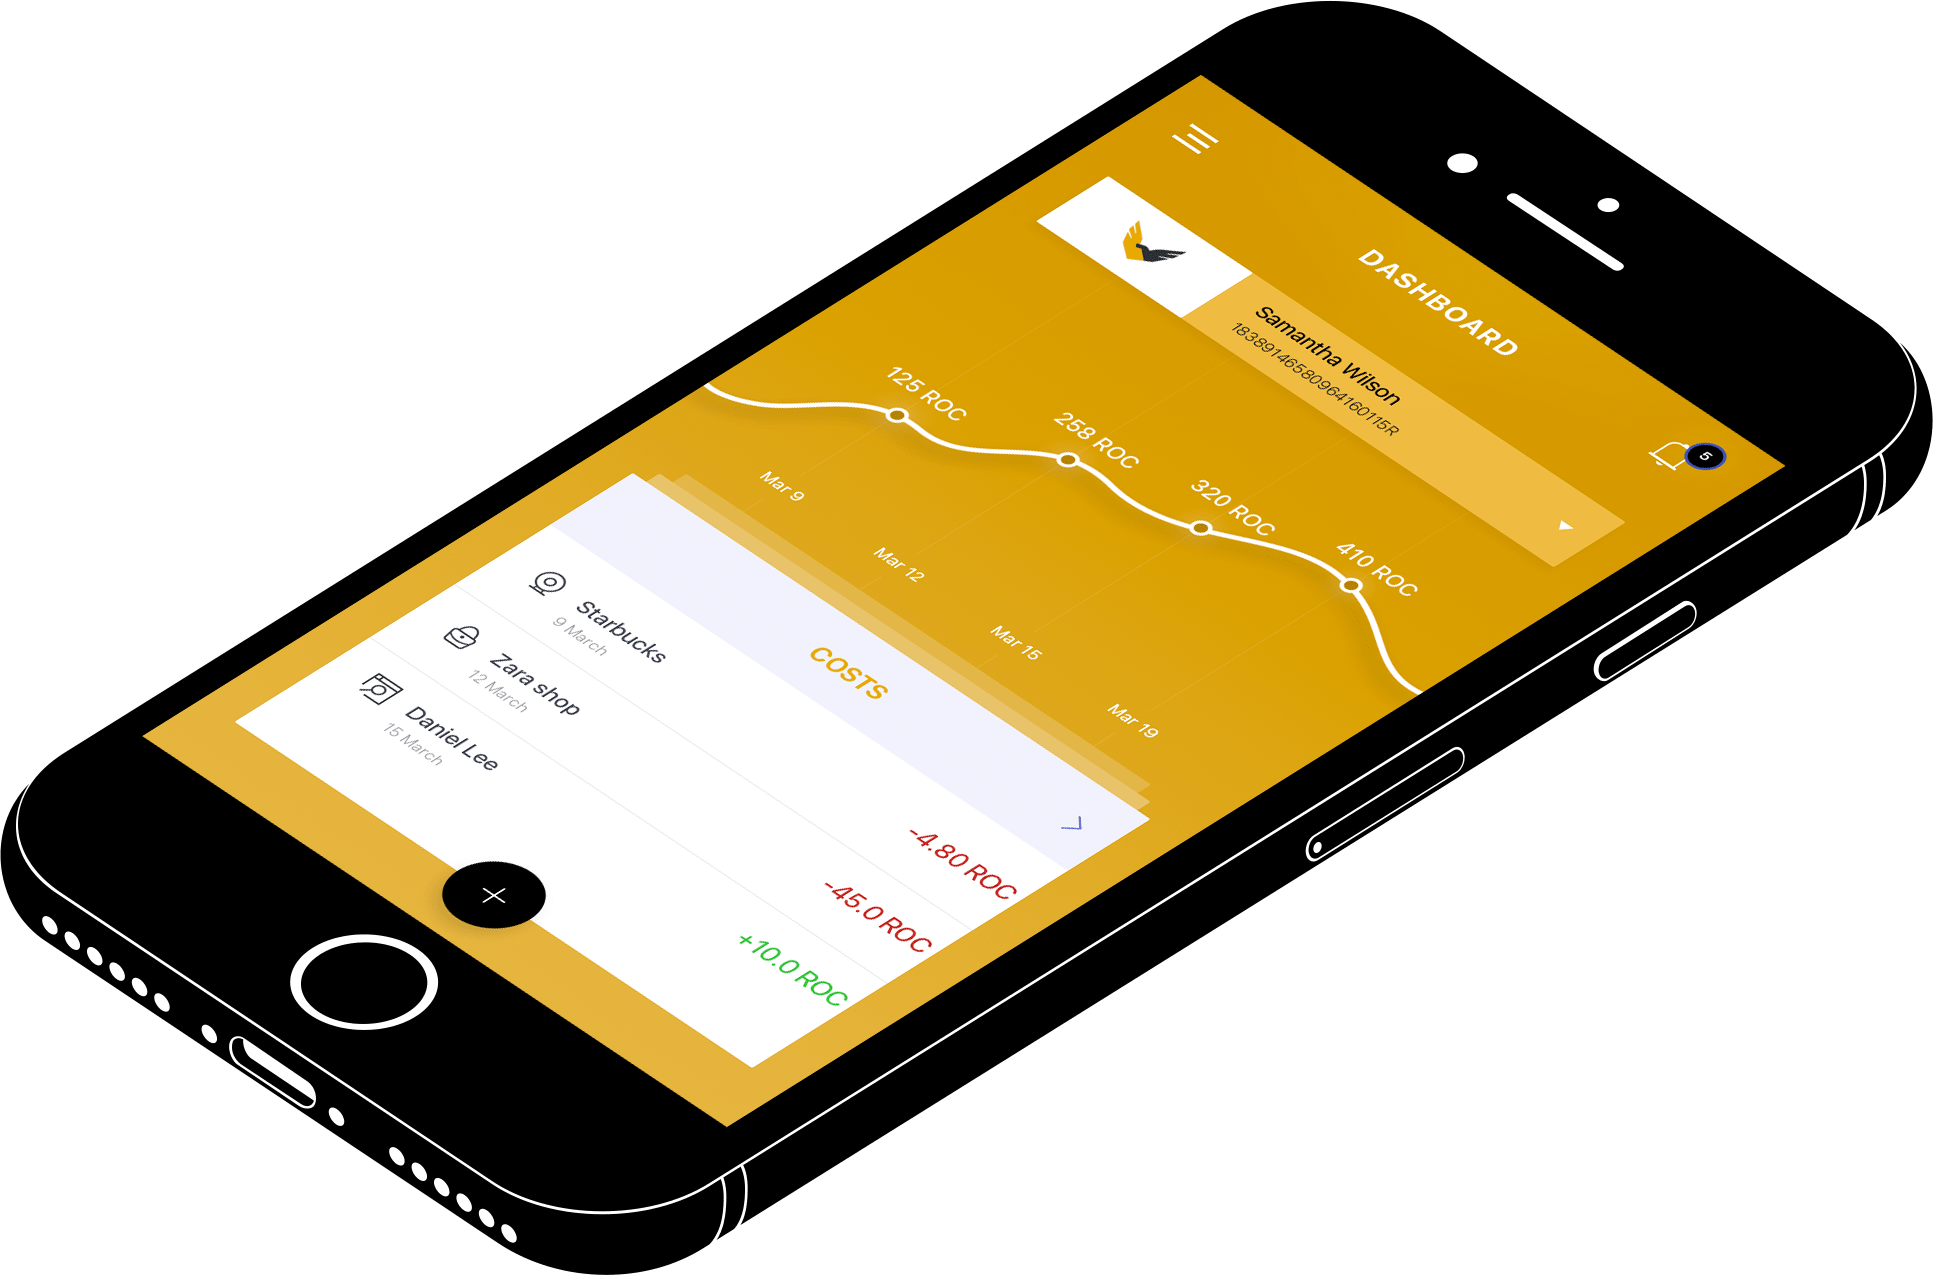 DASHBOARD
5
Samantha Wilson
18389146580964160115R
125 ROC
258 ROC
320 ROC
410 ROC
Mar 9
Mar 12
Mar 15
Mar 19
COSTS
Starbucks
9 March
-4.80 ROC
Zara shop
12 March
-45.0 ROC
Daniel Lee
15 March
+10.0 ROC